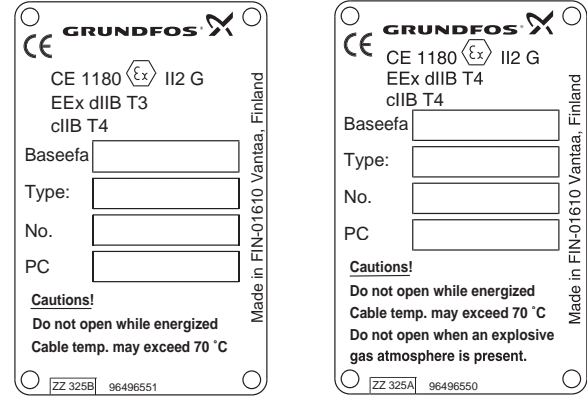 GRUNDFOS
CE
CE 1180 Ex II2 G
EEx dIIB T3
cIIB T4
Baseefa
Type:
No.
PC
Cautions!
Do not open while energized
Cable temp. may exceed 70 °C
ZZ 325B 96496551
Made in FIN-01610 Vantaa, Finland
GRUNDFOS
CE
CE 1180 Ex II2 G
EEx dIIB T4
cIIB T4
Baseefa
Type:
No.
PC
Cautions!
Do not open while energized
Cable temp. may exceed 70 °C
Do not open when an explosive
gas atmosphere is present.
ZZ 325A 96496550
Made in FIN-01610 Vantaa, Finland